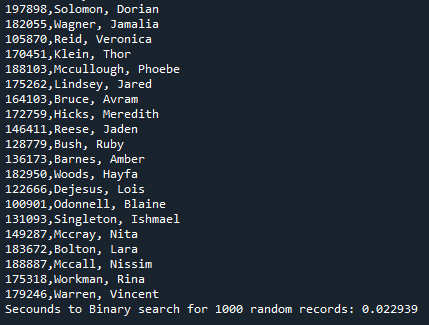 197898,Solomon, Dorian
182055,Wagner, Jamalia
105870,Reid, Veronica
170451,Klein, Thor
188103,Mccullough, Phoebe
175262,Lindsey, Jared
164103,Bruce, Avram
172759,Hicks, Meredith
146411,Reese, Jaden
128779,Bush, Ruby
136173,Barnes, Amber
182950,Woods, Hayfa
122666,Dejesus, Lois
100901,Odonnell, Blaine
131093,Singleton, Ishmael
149287,Mccray, Nita
183672,Bolton, Lara
188887,Mccall, Nissim
175318,Workman, Rina
179246,Warren, Vincent
Secounds to Binary search for 1000 random records: 0.022939